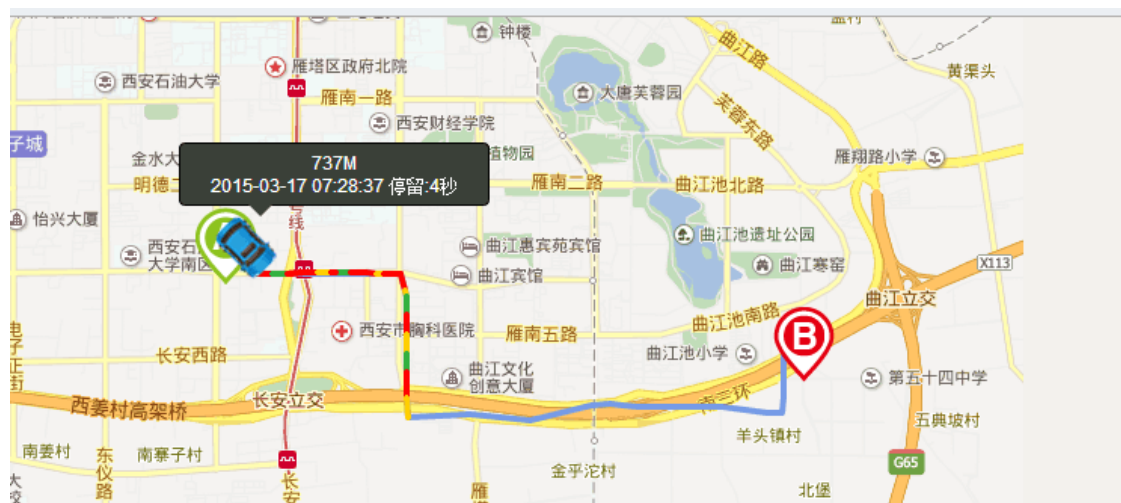 钟楼
曲江路
黄渠头
雁塔区政府北院
西安石油大学
雁南一路
大唐芙蓉园
芙蓉东路
西安财经学院
子城
植物园
雁翔路小学
金水大
737M
2015-03-17 07:28:37 停留:4秒
明德二
雁南二路
曲江池北路
怡兴大厦
号线
西安石
大学南区
曲江惠宾苑宾馆
曲江池遗址公园
曲江宾馆
曲江寒窑
X113
曲江立交
西安市胸科医院
雁南五路
曲江池南路
电子正街
长安西路
曲江池小学
B
曲江文化
创意大厦
第五十四中学
西姜村高架桥
长安立交
南三环
五典坡村
羊头镇村
南姜村
东仪路
南寨子村
金乎沱村
G65
长安
雁
北堡